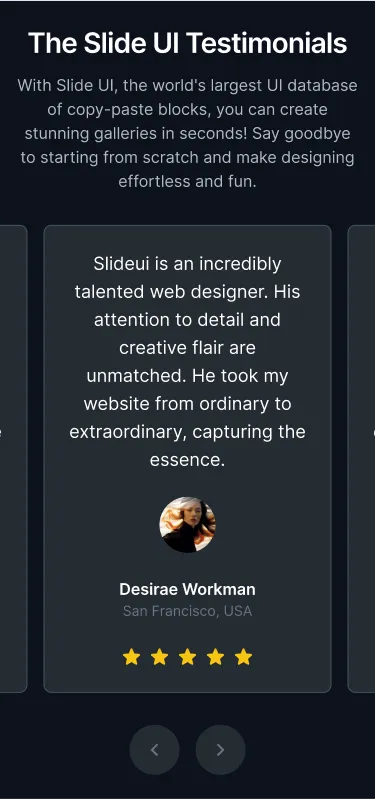 The Slide UI Testimonials
With Slide UI, the world's largest UI database
of copy-paste blocks, you can create
stunning galleries in seconds! Say goodbye
to starting from scratch and make designing
effortless and fun.
Slideui is an incredibly
talented web designer. His
attention to detail and
creative flair are
unmatched. He took my
website from ordinary to
extraordinary, capturing the
essence.
Desirae Workman
San Francisco, USA